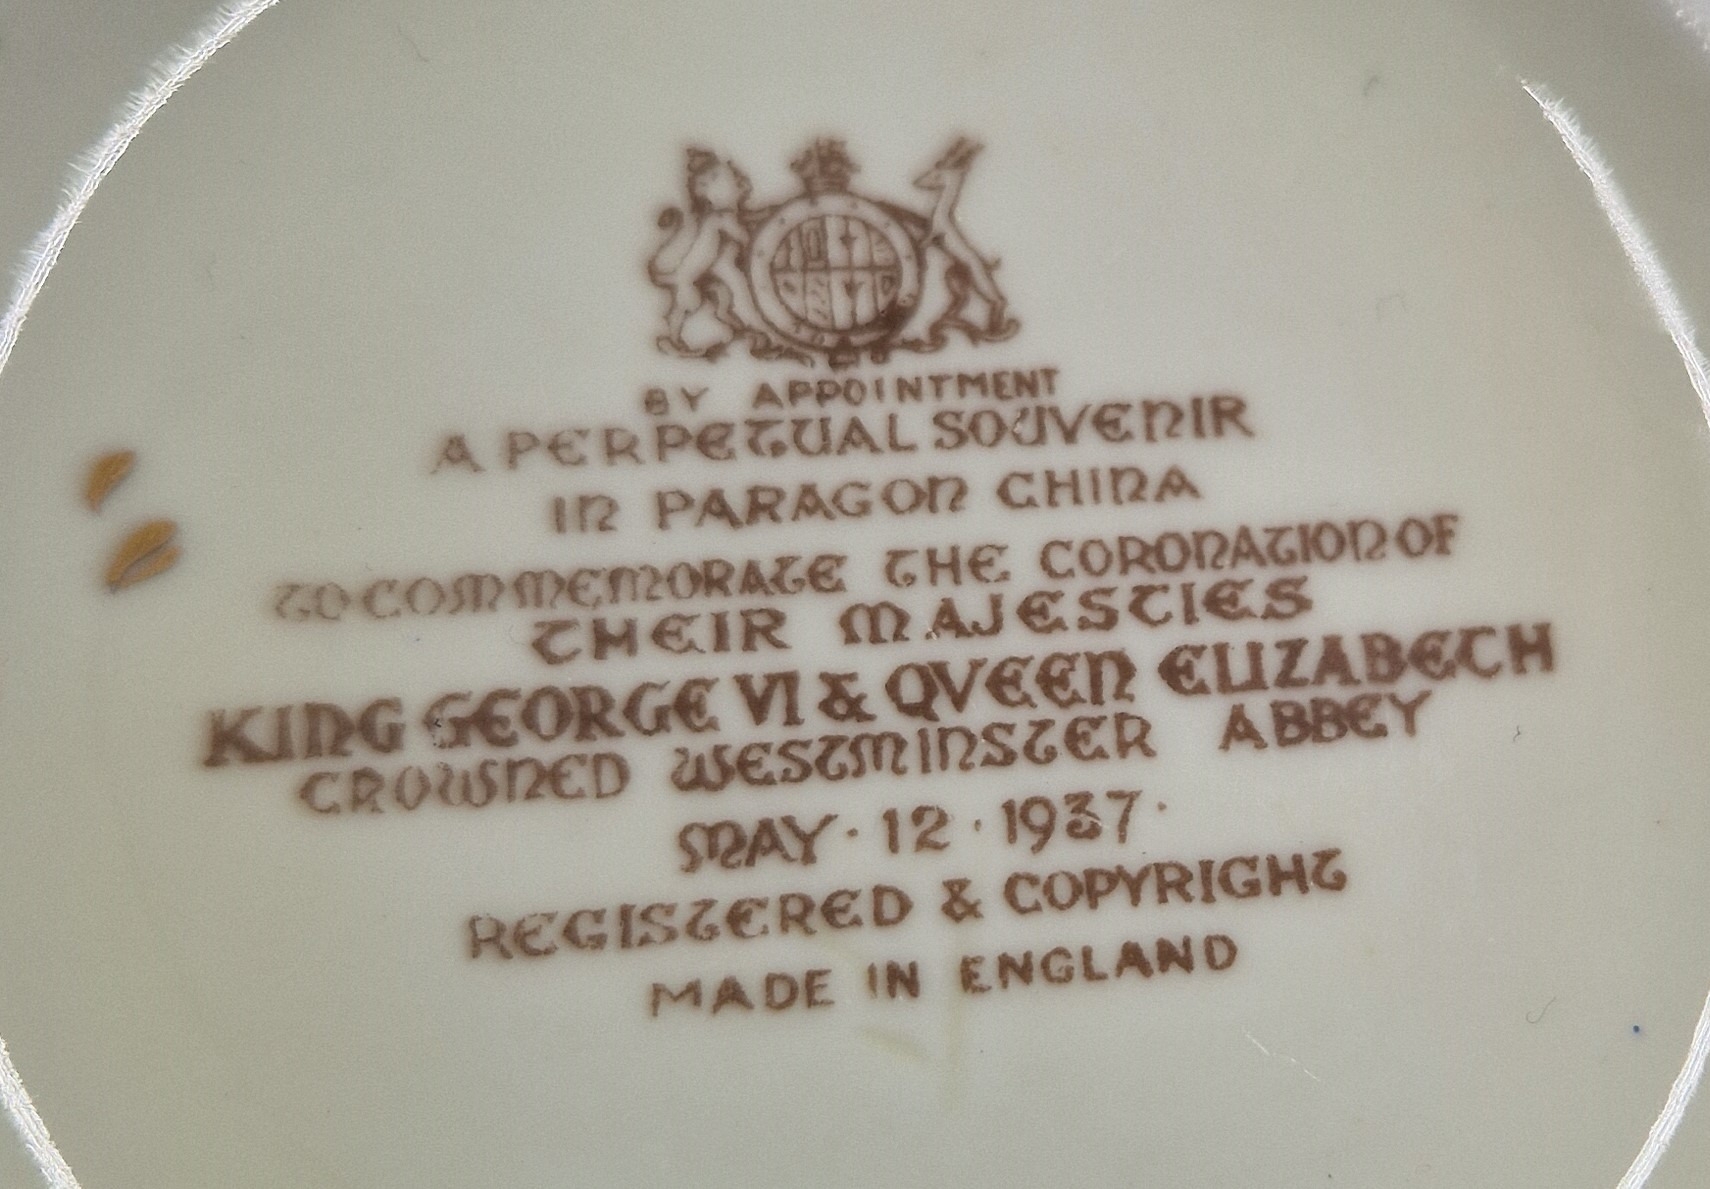 BY APPOINTMENT
A PERPETUAL SOUVENIR
IN PARAGON CHINA
TO COMMEMORATE THE CORONATION OF
THEIR MAJESTIES
KING GEORGE VI & QVEEN ELIZABETH
CROWNED WESTMINSTER ABBEY
MAY · 12 · 1937 ·
REGISTERED & COPYRIGHT
MADE IN ENGLAND